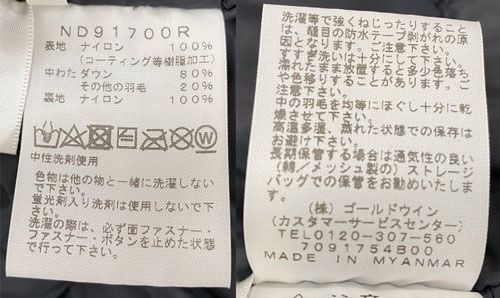 ND91700R
表地 ナイロン 100%
(コーティング等樹脂加工)
中わた ダウン 80%
その他の羽毛 20%
裏地 ナイロン 100%
中性洗剤使用
色物は他の物と一緒に洗濯しない
で下さい。
蛍光剤入り洗剤は使用しないで下
さい。
洗濯の際は、必ず面ファスナー・
ファスナー・ボタンを止めた状態
で行って下さい。
洗濯等で強くねじったりすること
は、縫目の防水テープ剥がれの原
因となります。ご注意下さい。
すすぎ洗いは十分にして下さい。
濡れたまま放置すると多少色落ち
や色移りすることがあります。ご
注意下さい。
中の羽毛を均等にほぐし十分に乾
燥させて下さい。
高温多湿、蒸れた状態での保存は
お避け下さい。
長期保管する場合は通気性の良い
(綿/メッシュ製の)ストレージ
バッグでの保管をお勧めいたしま
す。
(株)ゴールドウイン
(カスタマーサービスセンター)
TEL0120-307-560
7091754B00
MADE IN MYANMAR